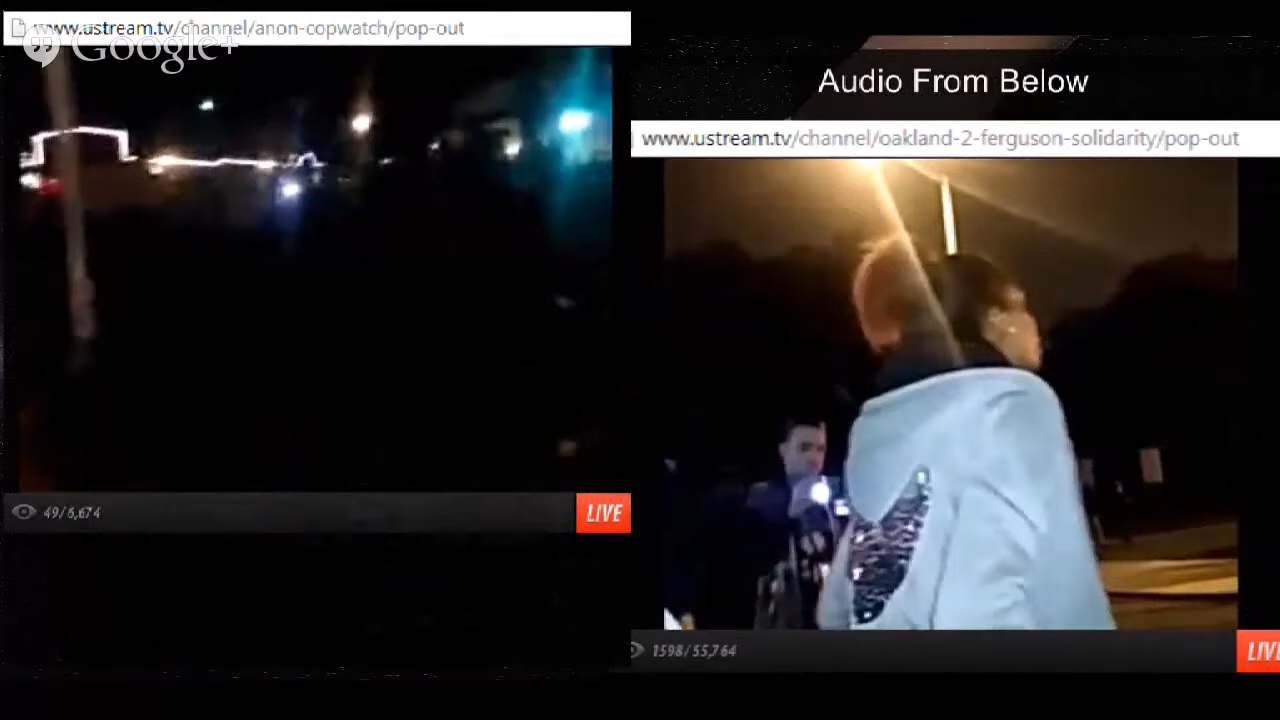 www.ustream.tv/channel/anon-copwatch/pop-out
Google+
49/6,674
LIVE
Audio From Below
www.ustream.tv/channel/oakland-2-ferguson-solidarity/pop-out
1598/55,764
LIVE